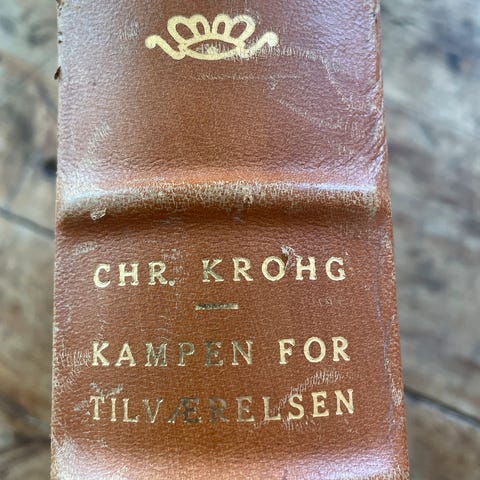 CHR. KROHG
KAMPEN FOR
TILVÆRELSEN